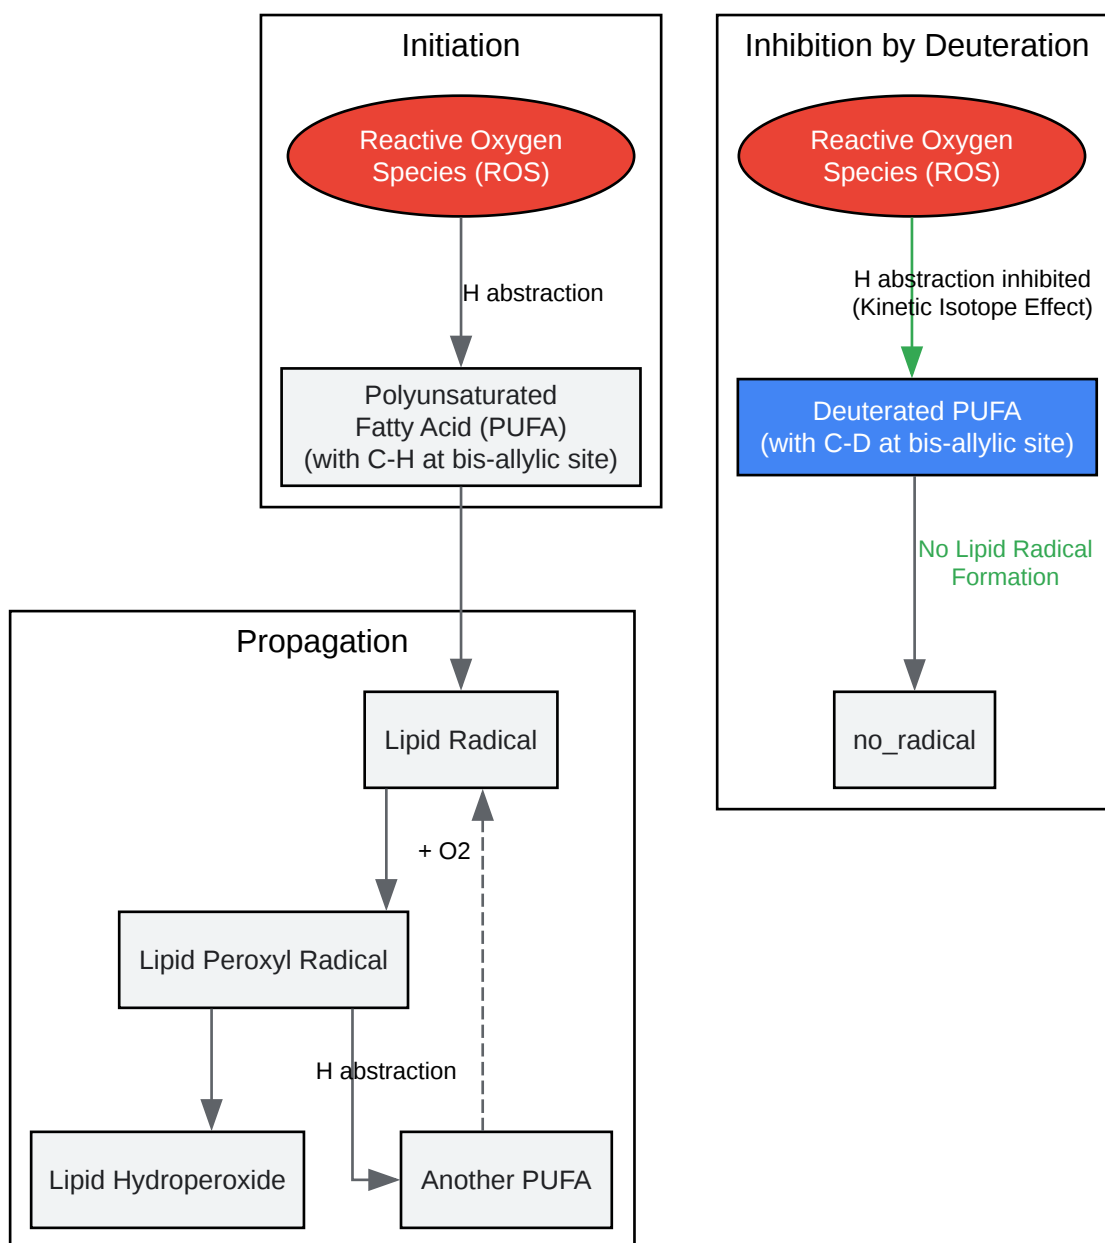 Initiation
Reactive Oxygen
Species (ROS)
H abstraction
Polyunsaturated
Fatty Acid (PUFA)
(with C-H at bis-allylic site)
Propagation
Lipid Radical
+ O2
Lipid Peroxyl Radical
H abstraction
Lipid Hydroperoxide
Another PUFA
Inhibition by Deuteration
Reactive Oxygen
Species (ROS)
H abstraction inhibited
(Kinetic Isotope Effect)
Deuterated PUFA
(with C-D at bis-allylic site)
No Lipid Radical
Formation
no_radical